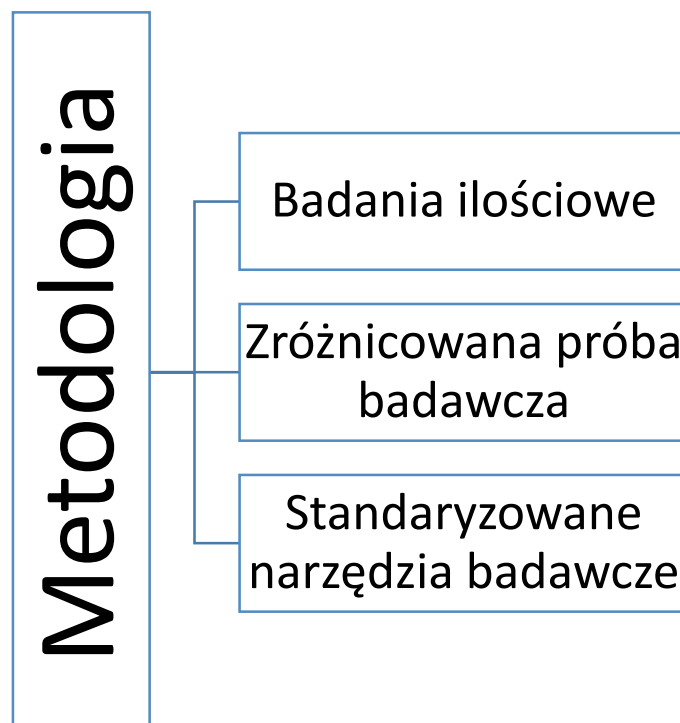 Metodologia
Badania ilościowe
Zróżnicowana próba
badawcza
Standaryzowane
narzędzia badawcze